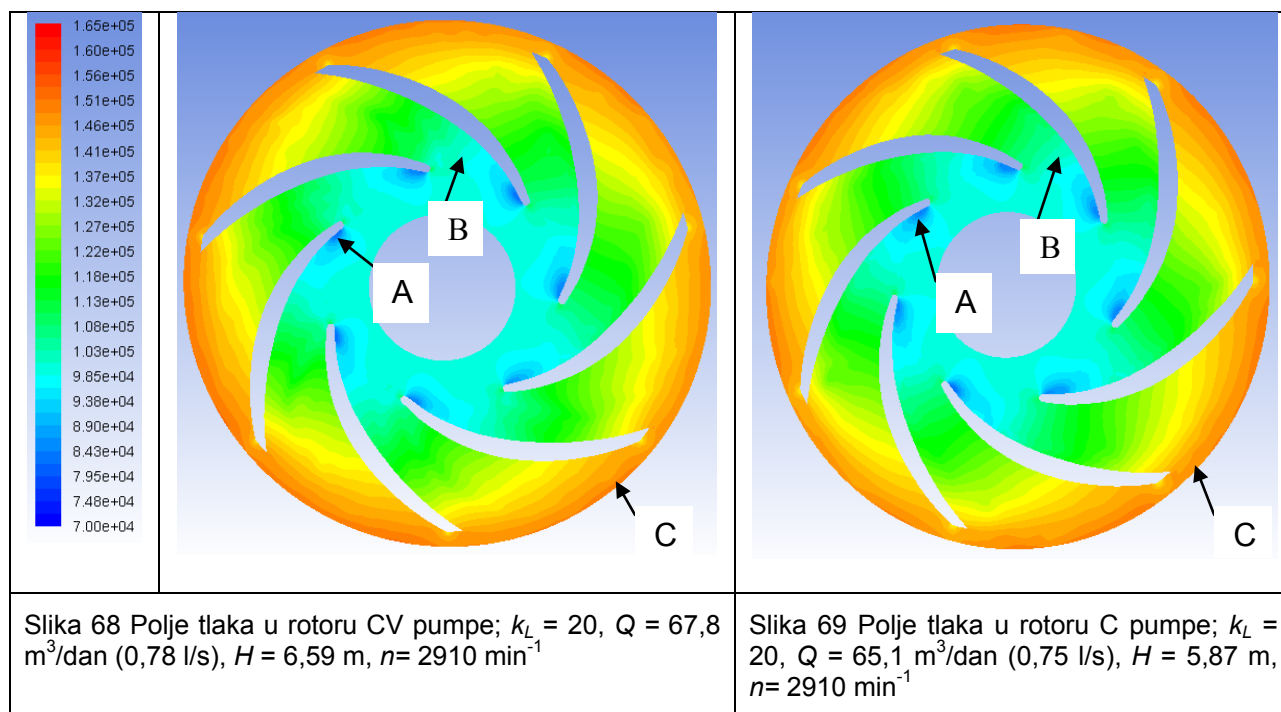 1.65e+05
1.60e+05
1.56e+05
1.51e+05
1.46e+05
1.41e+05
1.37e+05
1.32e+05
1.27e+05
1.22e+05
1.18e+05
1.13e+05
1.08e+05
1.03e+05
9.85e+04
9.38e+04
8.90e+04
8.43e+04
7.95e+04
7.48e+04
7.00e+04
B
A
C
B
A
C
Slika 68 Polje tlaka u rotoru CV pumpe; k_L = 20, Q = 67,8
m³/dan (0,78 l/s), H = 6,59 m, n= 2910 min⁻¹
Slika 69 Polje tlaka u rotoru C pumpe; k_L =
20, Q = 65,1 m³/dan (0,75 l/s), H = 5,87 m,
n= 2910 min⁻¹